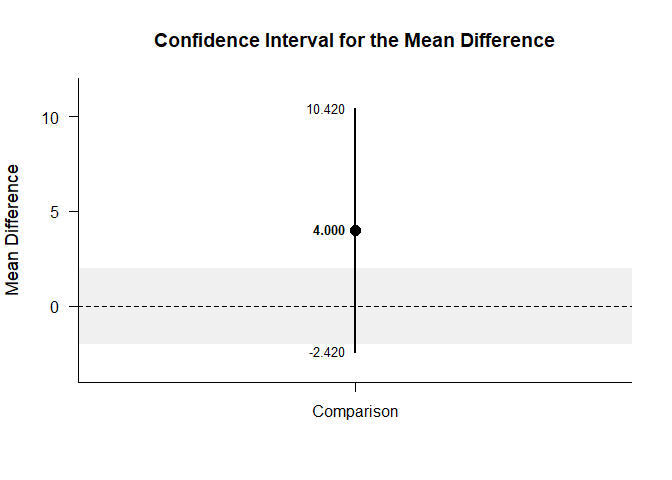 Confidence Interval for the Mean Difference
Mean Difference
10
5
0
10.420
4.000
-2.420
Comparison